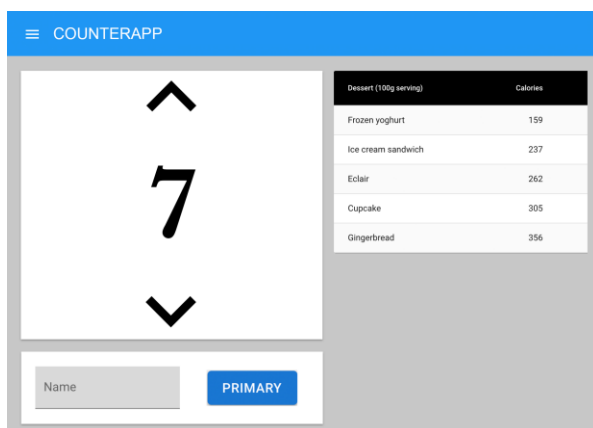 COUNTERAPP
7
Name
PRIMARY
Dessert (100g serving) Calories
Frozen yoghurt 159
Ice cream sandwich 237
Eclair 262
Cupcake 305
Gingerbread 356